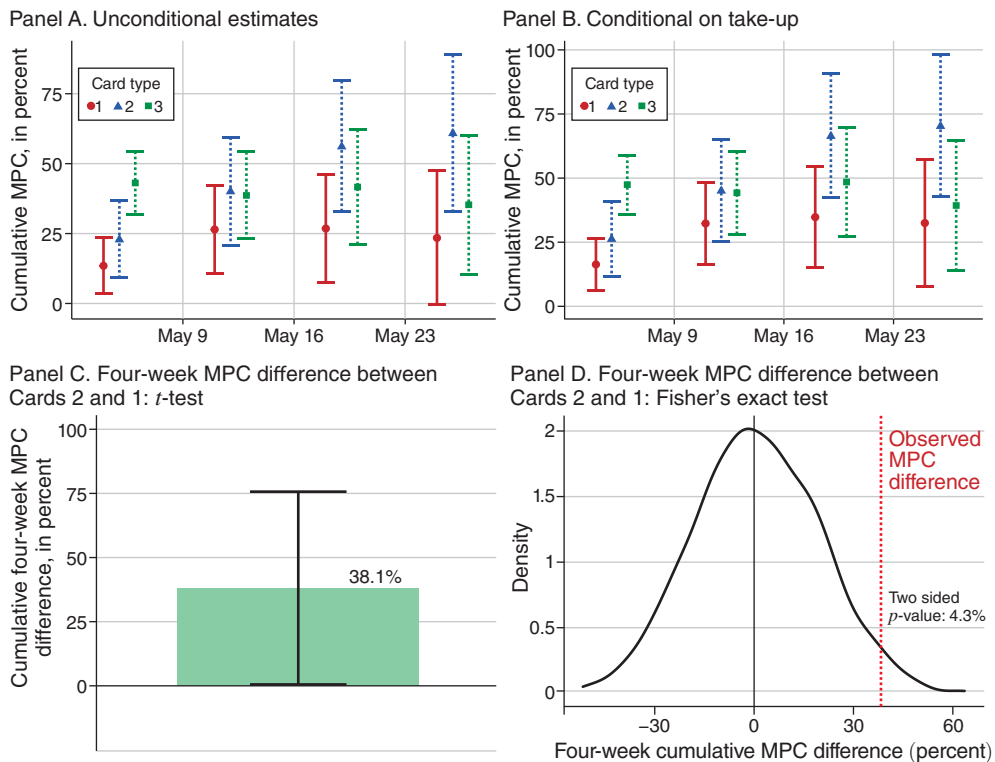 Panel A. Unconditional estimates
Cumulative MPC, in percent
75
50
25
0
Card type
1 2 3
May 9 May 16 May 23
Panel B. Conditional on take-up
Cumulative MPC, in percent
100
75
50
25
0
Card type
1 2 3
May 9 May 16 May 23
Panel C. Four-week MPC difference between
Cards 2 and 1: t-test
Cumulative four-week MPC
difference, in percent
100
75
50
25
0
38.1%
Panel D. Four-week MPC difference between
Cards 2 and 1: Fisher's exact test
Density
2
1.5
1
0.5
0
Observed
MPC
difference
Two sided
p-value: 4.3%
−30 0 30 60
Four-week cumulative MPC difference (percent)